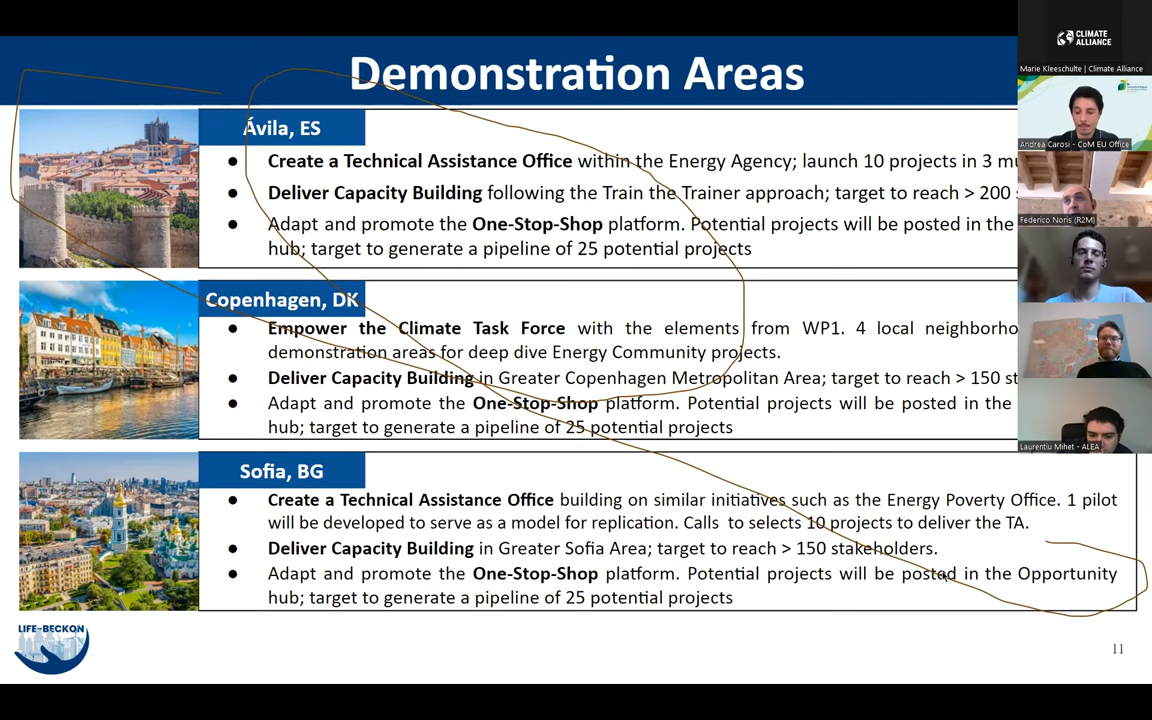 Demonstration Areas
Ávila, ES
● Create a Technical Assistance Office within the Energy Agency; launch 10 projects in 3 mu
● Deliver Capacity Building following the Train the Trainer approach; target to reach > 200 s
● Adapt and promote the One-Stop-Shop platform. Potential projects will be posted in the
hub; target to generate a pipeline of 25 potential projects
Copenhagen, DK
● Empower the Climate Task Force with the elements from WP1. 4 local neighborho
demonstration areas for deep dive Energy Community projects.
● Deliver Capacity Building in Greater Copenhagen Metropolitan Area; target to reach > 150 st
● Adapt and promote the One-Stop-Shop platform. Potential projects will be posted in the
hub; target to generate a pipeline of 25 potential projects
Sofia, BG
● Create a Technical Assistance Office building on similar initiatives such as the Energy Poverty Office. 1 pilot
will be developed to serve as a model for replication. Calls to selects 10 projects to deliver the TA.
● Deliver Capacity Building in Greater Sofia Area; target to reach > 150 stakeholders.
● Adapt and promote the One-Stop-Shop platform. Potential projects will be posted in the Opportunity
hub; target to generate a pipeline of 25 potential projects
LIFE-BECKON
11
CLIMATE
ALLIANCE
Marie Kleeschulte | Climate Alliance
Andrea Carosi - CoM EU Office
Federico Noris (R2M)
Laurentiu Mihet - ALEA